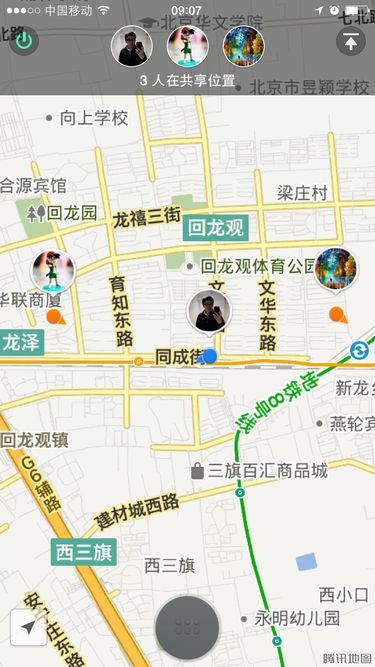 中国移动
09:07
北京华文学院
七北路
北路
3 人在共享位置
北京市昱颖学校
向上学校
合源宾馆
梁庄村
回龙园
龙禧三街
回龙观
回龙观体育公园
华联商厦
育知东路
文
文华东路
龙泽
同成街
地铁8号线
新龙
回龙观镇
燕轮宾
G6辅路
三旗百汇商品城
建材城西路
西三旗
西三旗
西小口
安
庄东路
永明幼儿园
腾讯地图